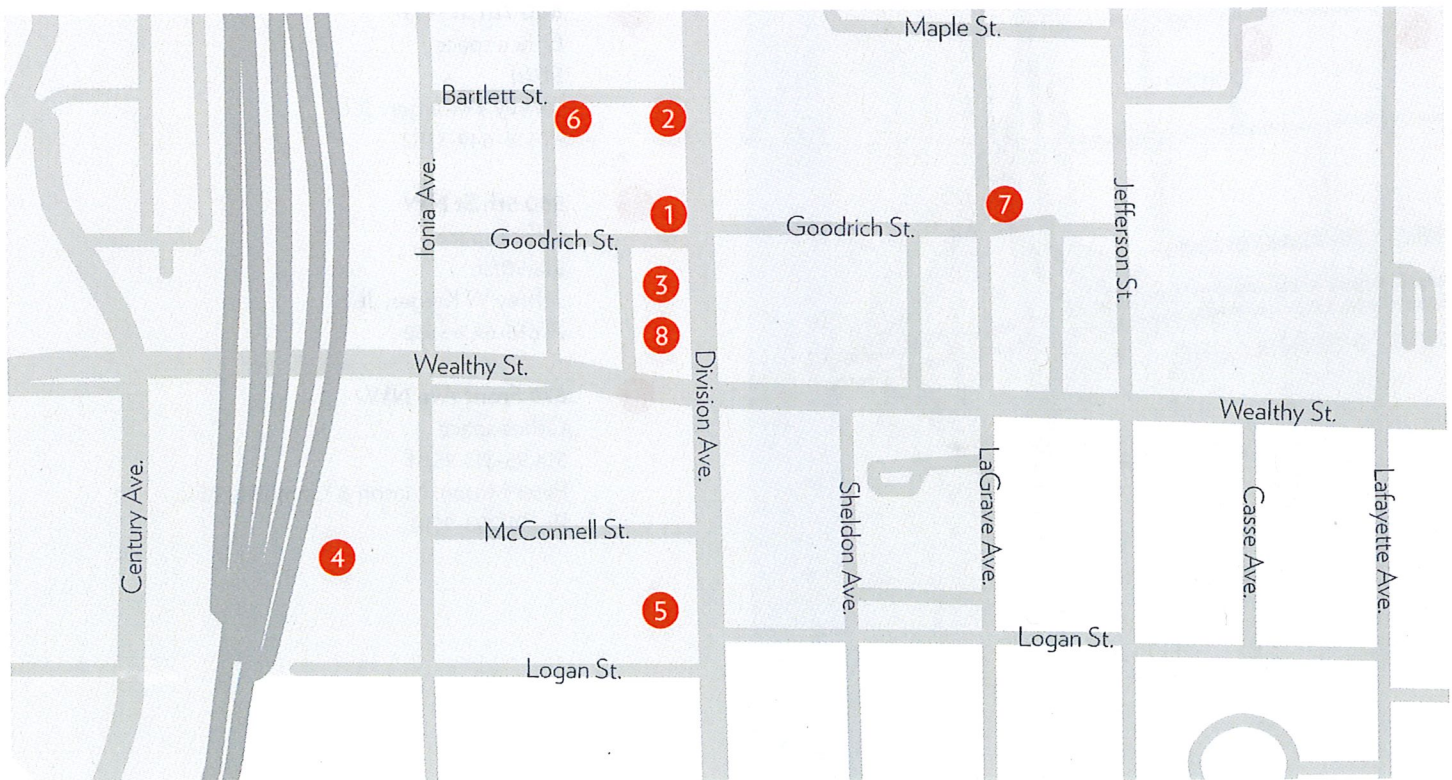 Maple St.
Bartlett St.
6
2
Ionia Ave.
1
7
Jefferson St.
Goodrich St.
Goodrich St.
3
8
Wealthy St.
Division Ave.
Wealthy St.
Century Ave.
4
McConnell St.
5
Sheldon Ave.
LaGrave Ave.
Casse Ave.
Lafayette Ave.
Logan St.
Logan St.